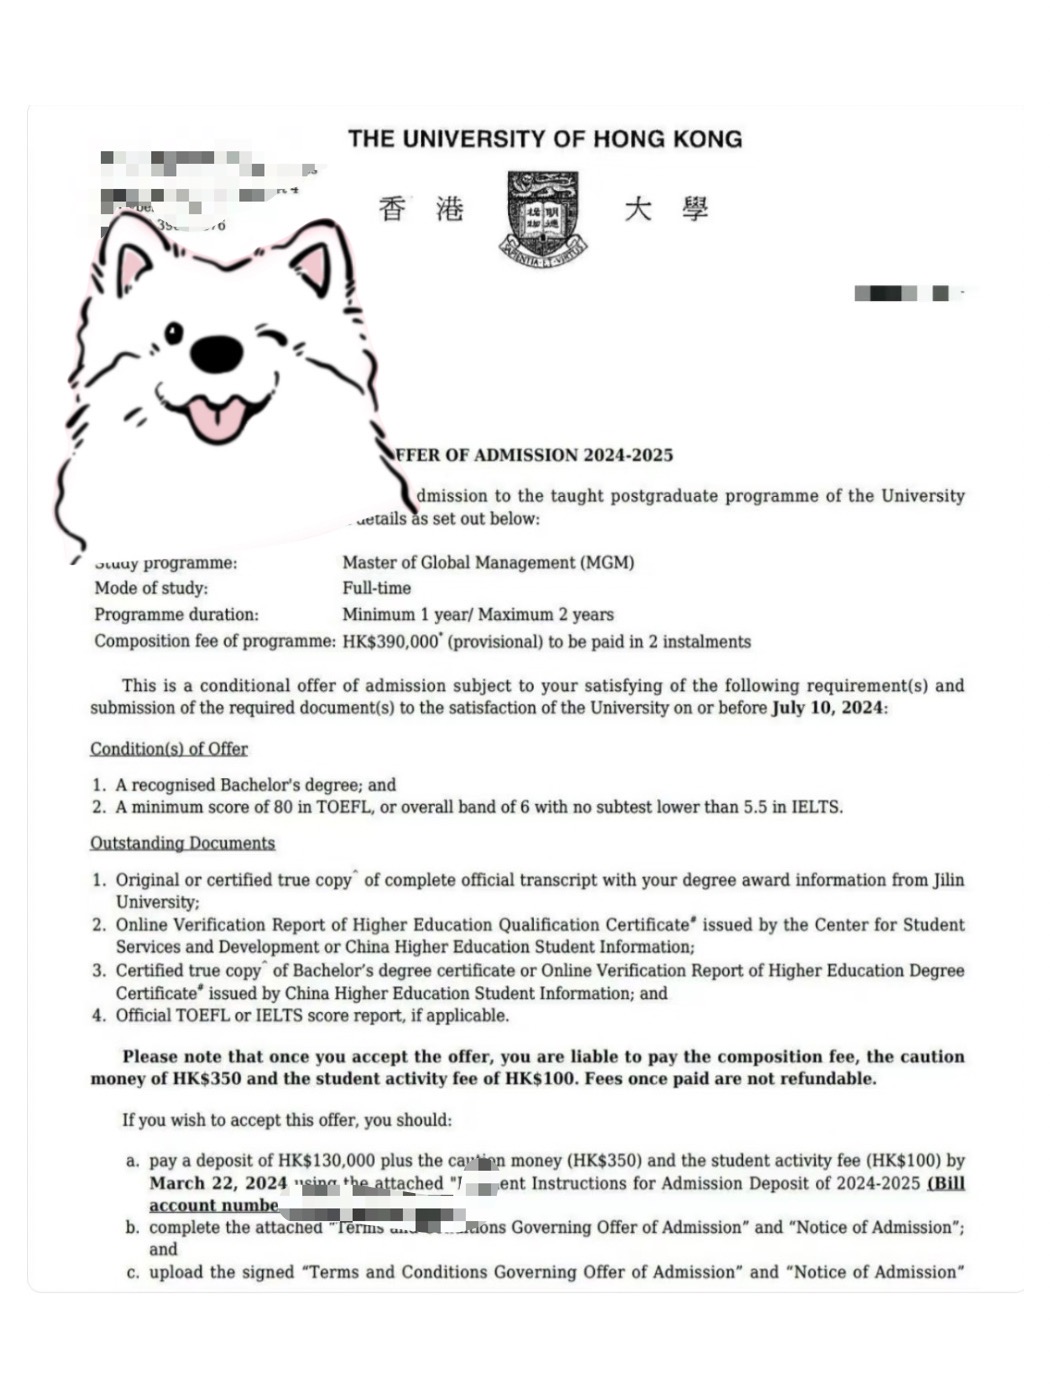 THE UNIVERSITY OF HONG KONG
香 港 大 學
SAPIENTIA ET VIRTUS
OFFER OF ADMISSION 2024-2025
admission to the taught postgraduate programme of the University
details as set out below:
Study programme: Master of Global Management (MGM)
Mode of study: Full-time
Programme duration: Minimum 1 year/ Maximum 2 years
Composition fee of programme: HK$390,000* (provisional) to be paid in 2 instalments
This is a conditional offer of admission subject to your satisfying of the following requirement(s) and
submission of the required document(s) to the satisfaction of the University on or before July 10, 2024:
Condition(s) of Offer
1. A recognised Bachelor's degree; and
2. A minimum score of 80 in TOEFL, or overall band of 6 with no subtest lower than 5.5 in IELTS.
Outstanding Documents
1. Original or certified true copy^ of complete official transcript with your degree award information from Jilin
University;
2. Online Verification Report of Higher Education Qualification Certificate# issued by the Center for Student
Services and Development or China Higher Education Student Information;
3. Certified true copy^ of Bachelor's degree certificate or Online Verification Report of Higher Education Degree
Certificate# issued by China Higher Education Student Information; and
4. Official TOEFL or IELTS score report, if applicable.
Please note that once you accept the offer, you are liable to pay the composition fee, the caution
money of HK$350 and the student activity fee of HK$100. Fees once paid are not refundable.
If you wish to accept this offer, you should:
a. pay a deposit of HK$130,000 plus the caution money (HK$350) and the student activity fee (HK$100) by
March 22, 2024 using the attached "Instructions for Admission Deposit of 2024-2025 (Bill
account numbe
b. complete the attached "Terms and Conditions Governing Offer of Admission" and "Notice of Admission";
and
c. upload the signed "Terms and Conditions Governing Offer of Admission" and "Notice of Admission"